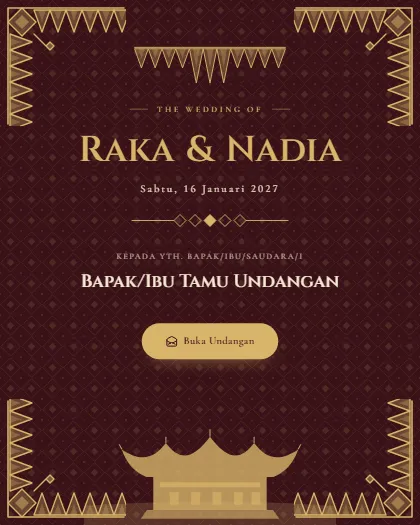 THE WEDDING OF
RAKA & NADIA
Sabtu, 16 Januari 2027
KEPADA YTH. BAPAK/IBU/SAUDARA/I
BAPAK/IBU TAMU UNDANGAN
Buka Undangan